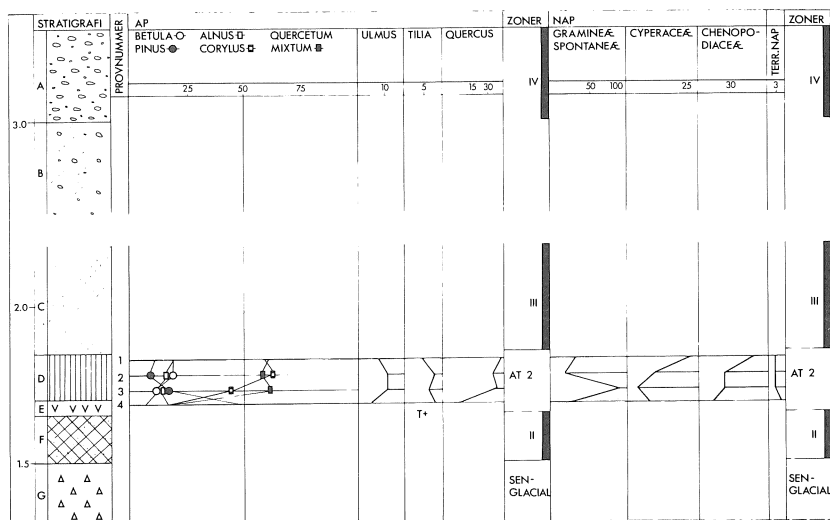 STRATIGRAFI
PROVNUMMER
AP
ZONER
NAP
ZONER
BETULA
ALNUS
QUERCETUM
ULMUS
TILIA
QUERCUS
GRAMINEÆ
CYPERACEÆ
CHENOPO-
TERR. NAP
PINUS
CORYLUS
MIXTUM
SPONTANEÆ
DIACEÆ
A
IV
IV
25
50
75
10
5
15 30
50 100
25
30
3
3.0
B
2.0
C
III
III
D
1
2
3
4
AT 2
AT 2
E
V V V V
T+
F
II
II
1.5
G
SEN-
GLACIAL
SEN-
GLACIAL